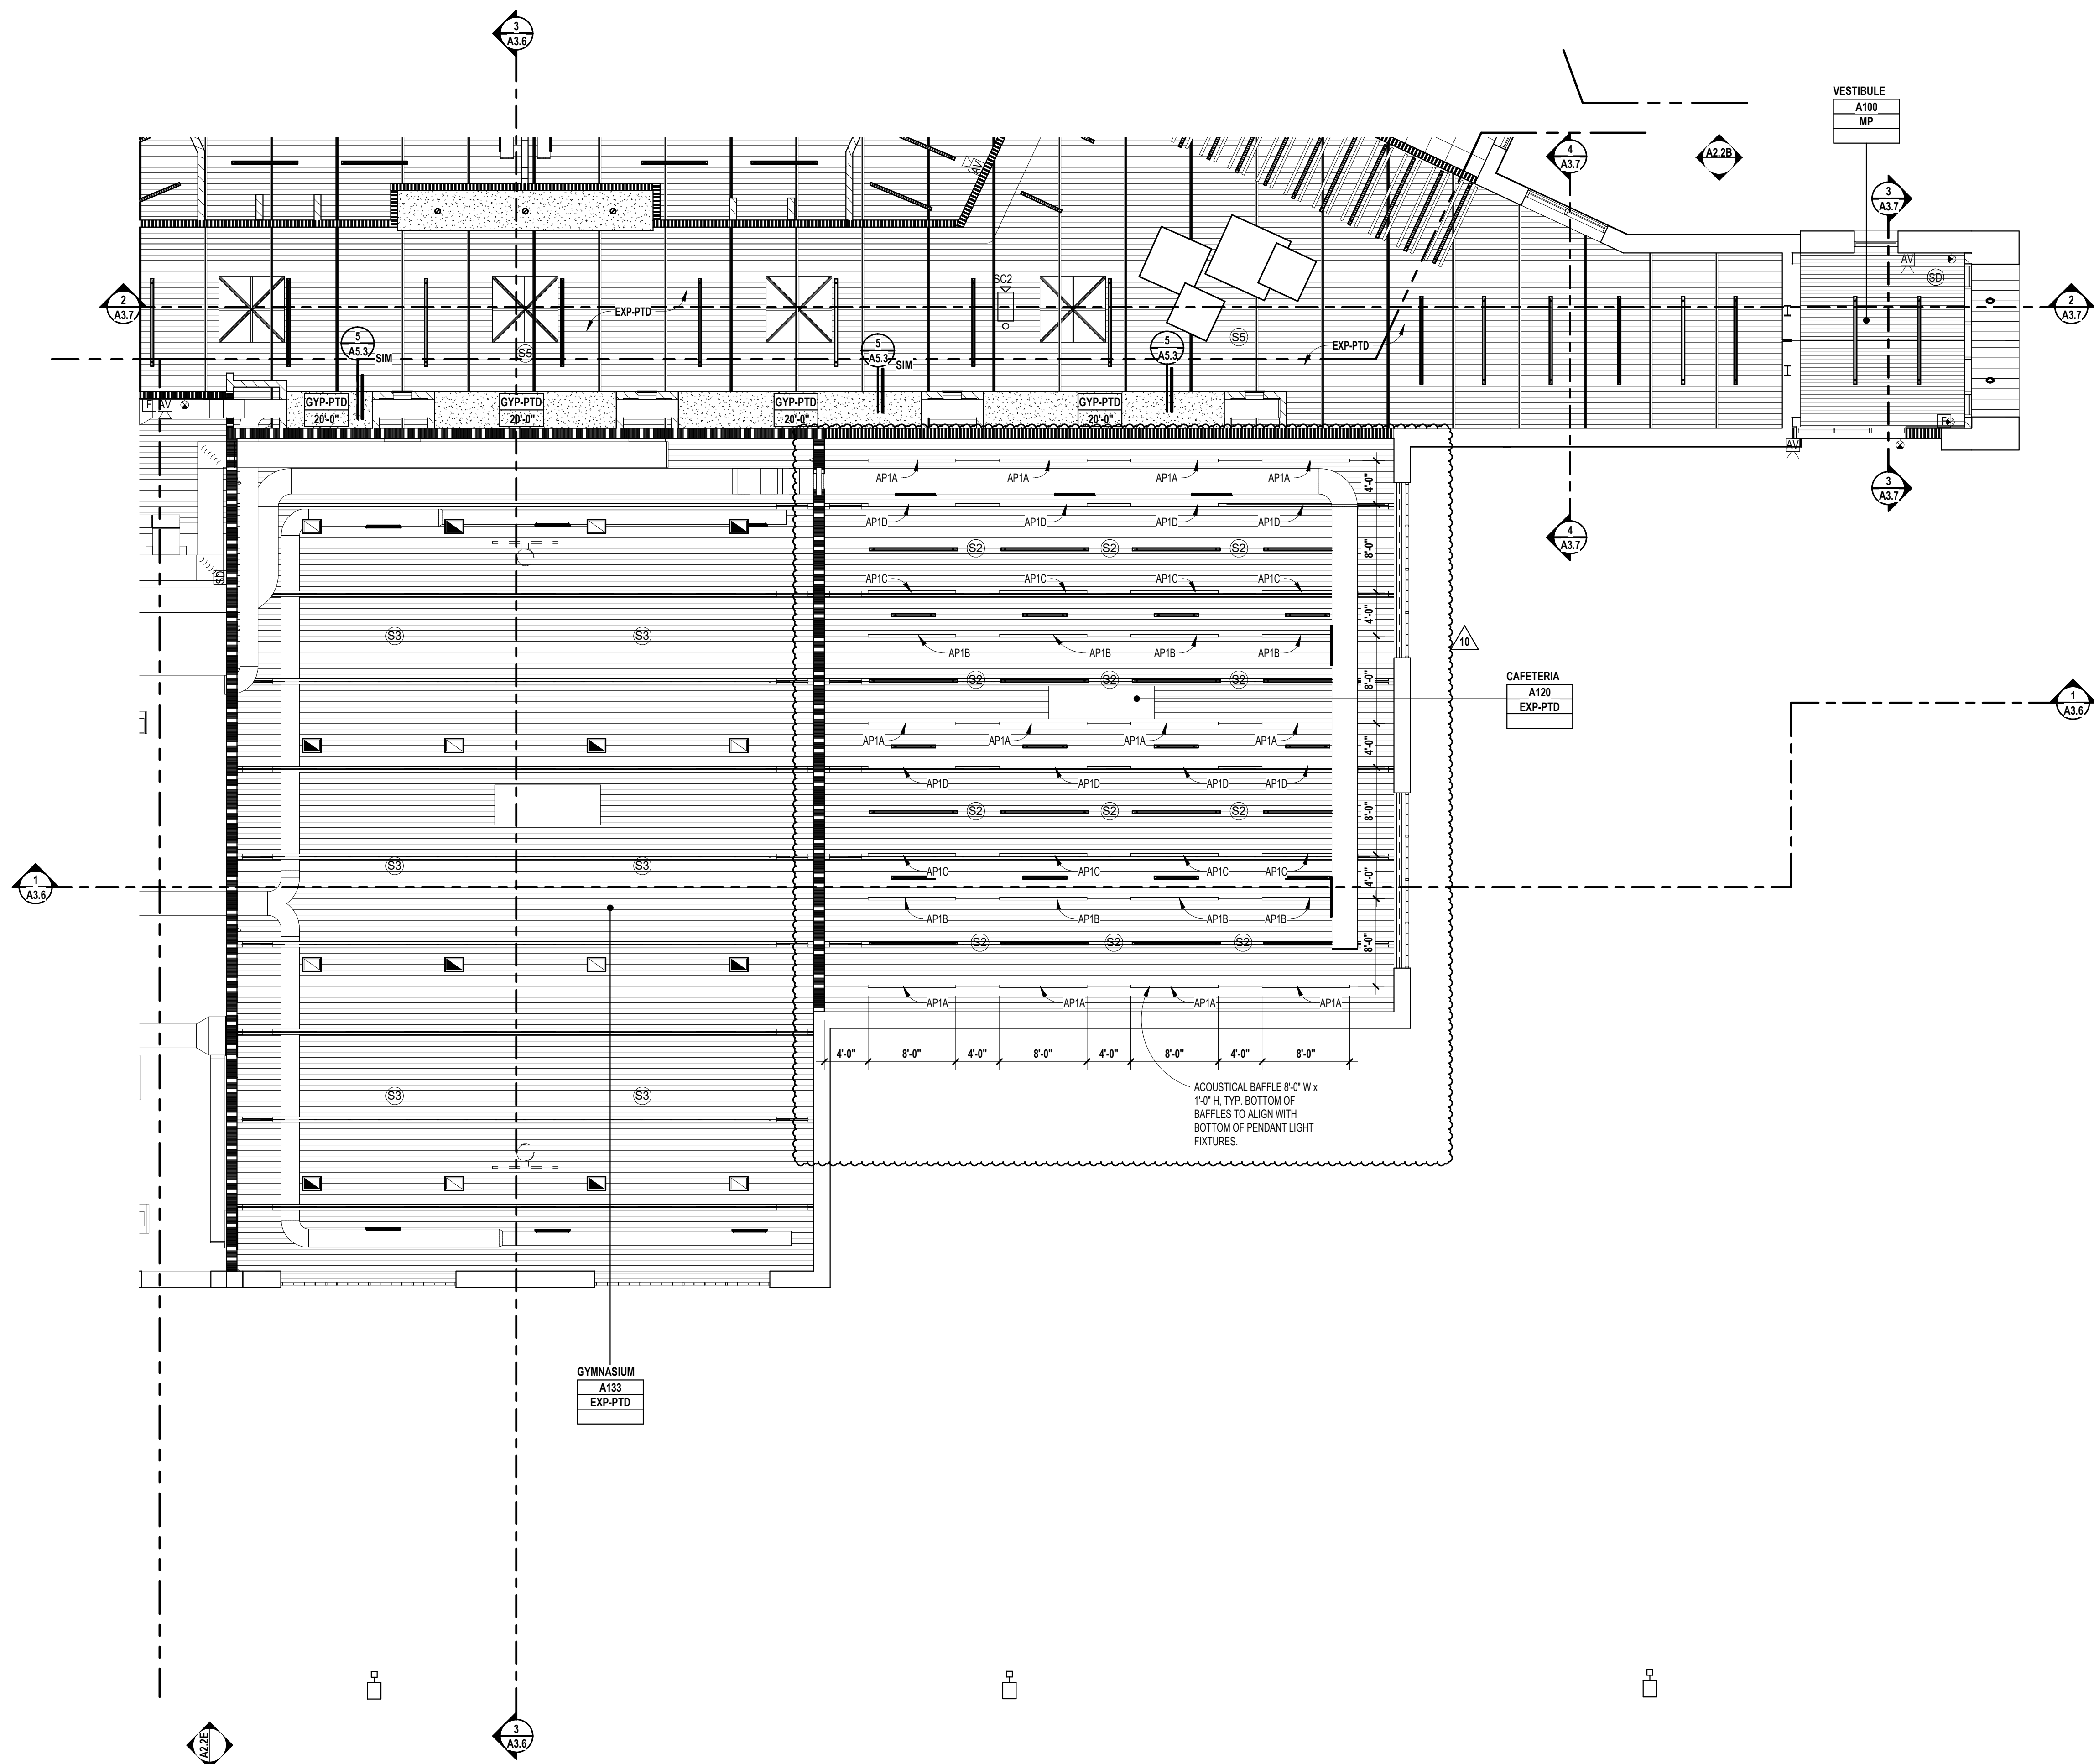 3
A3.6
VESTIBULE
A100
MP
4
A3.7
A2.2B
3
A3.7
AV
SC2
AV
SD
2
A3.7
EXP-PTD
2
A3.7
5
A5.3
SIM
S5
5
A5.3
SIM
5
A5.3
S5
EXP-PTD
F
AV
GYP-PTD
20'-0"
GYP-PTD
20'-0"
GYP-PTD
20'-0"
GYP-PTD
20'-0"
F
AV
3
A3.7
4
A3.7
AP1A
AP1A
AP1A
AP1A
4'-0"
AP1D
AP1D
AP1D
AP1D
S2
S2
S2
8'-0"
SD
AP1C
AP1C
AP1C
AP1C
4'-0"
S3
S3
10
AP1B
AP1B
AP1B
AP1B
S2
S2
S2
8'-0"
CAFETERIA
A120
EXP-PTD
1
A3.6
AP1A
AP1A
AP1A
AP1A
4'-0"
AP1D
AP1D
AP1D
AP1D
S2
S2
S2
8'-0"
S3
S3
AP1C
AP1C
AP1C
AP1C
4'-0"
1
A3.6
AP1B
AP1B
AP1B
AP1B
S2
S2
S2
8'-0"
AP1A
AP1A
AP1A
AP1A
4'-0"
8'-0"
4'-0"
8'-0"
4'-0"
8'-0"
4'-0"
8'-0"
S3
S3
ACOUSTICAL BAFFLE 8'-0" W x
1'-0" H, TYP. BOTTOM OF
BAFFLES TO ALIGN WITH
BOTTOM OF PENDANT LIGHT
FIXTURES.
GYMNASIUM
A133
EXP-PTD
A2.2E
3
A3.6